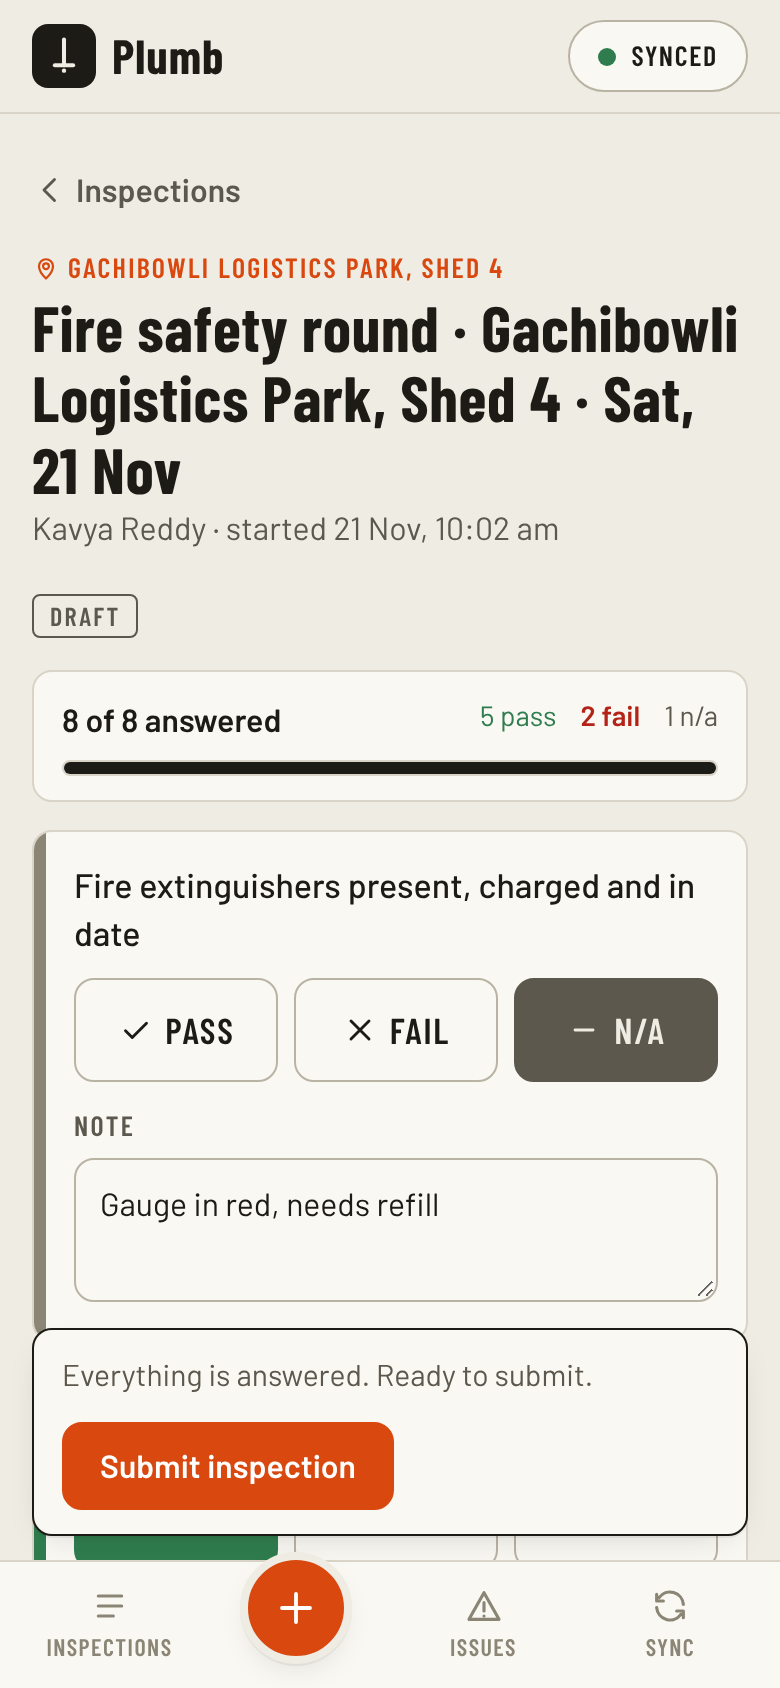 Plumb
SYNCED
Inspections
GACHIBOWLI LOGISTICS PARK, SHED 4
Fire safety round · Gachibowli
Logistics Park, Shed 4 · Sat,
21 Nov
Kavya Reddy · started 21 Nov, 10:02 am
DRAFT
8 of 8 answered
5 pass 2 fail 1 n/a
Fire extinguishers present, charged and in
date
PASS FAIL N/A
NOTE
Gauge in red, needs refill
Everything is answered. Ready to submit.
Submit inspection
INSPECTIONS ISSUES SYNC